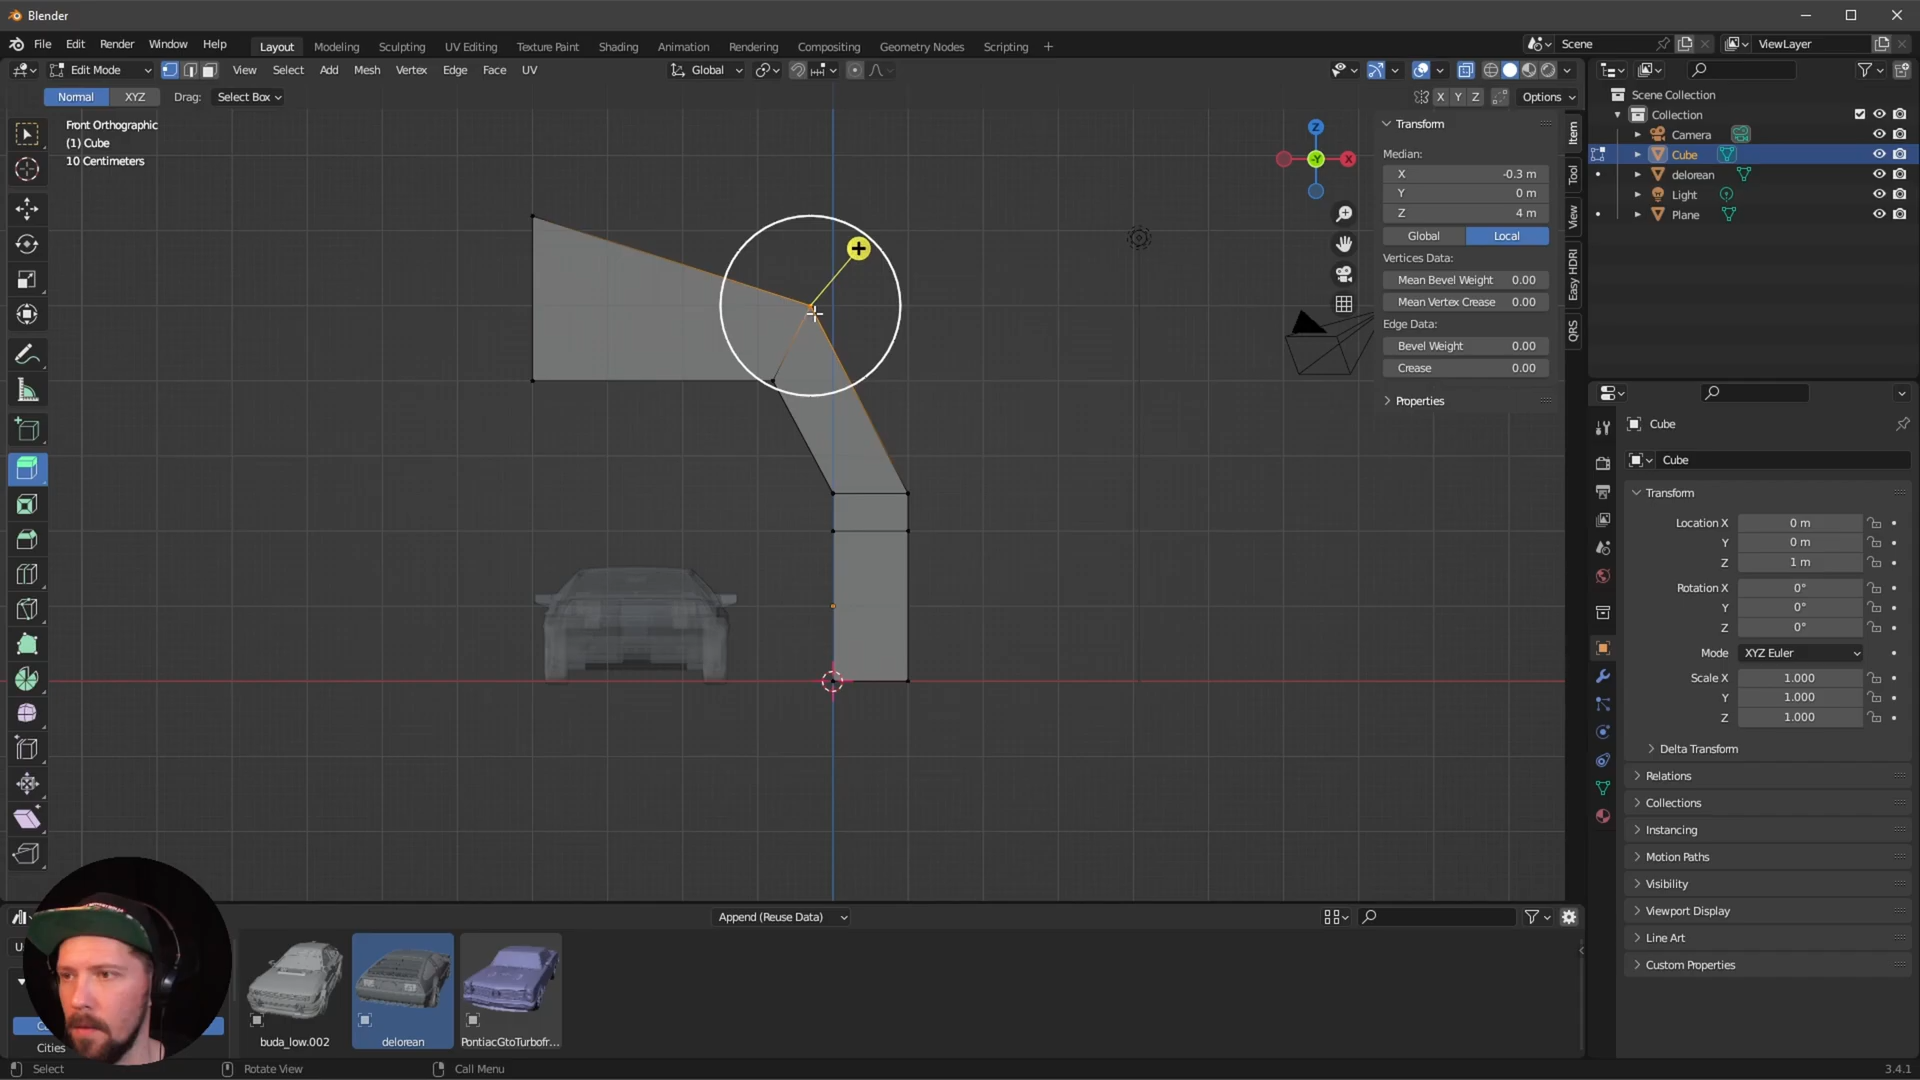 Blender
File Edit Render Window Help
Layout Modeling Sculpting UV Editing Texture Paint Shading Animation Rendering Compositing Geometry Nodes Scripting +
Scene
ViewLayer
Edit Mode View Select Add Mesh Vertex Edge Face UV
Global
Normal XYZ Drag: Select Box
X Y Z Options
Front Orthographic
(1) Cube
10 Centimeters
Z
X
-Y
Transform
Median:
X -0.3 m
Y 0 m
Z 4 m
Global Local
Vertices Data:
Mean Bevel Weight 0.00
Mean Vertex Crease 0.00
Edge Data:
Bevel Weight 0.00
Crease 0.00
Properties
Item
Tool
View
Easy HDRI
QRS
Scene Collection
Collection
Camera
Cube
delorean
Light
Plane
Cube
Cube
Transform
Location X 0 m
Y 0 m
Z 1 m
Rotation X 0°
Y 0°
Z 0°
Mode XYZ Euler
Scale X 1.000
Y 1.000
Z 1.000
Delta Transform
Relations
Collections
Instancing
Motion Paths
Visibility
Viewport Display
Line Art
Custom Properties
Append (Reuse Data)
buda_low.002
delorean
PontiacGtoTurbofr...
Cities
Select Rotate View Call Menu
3.4.1